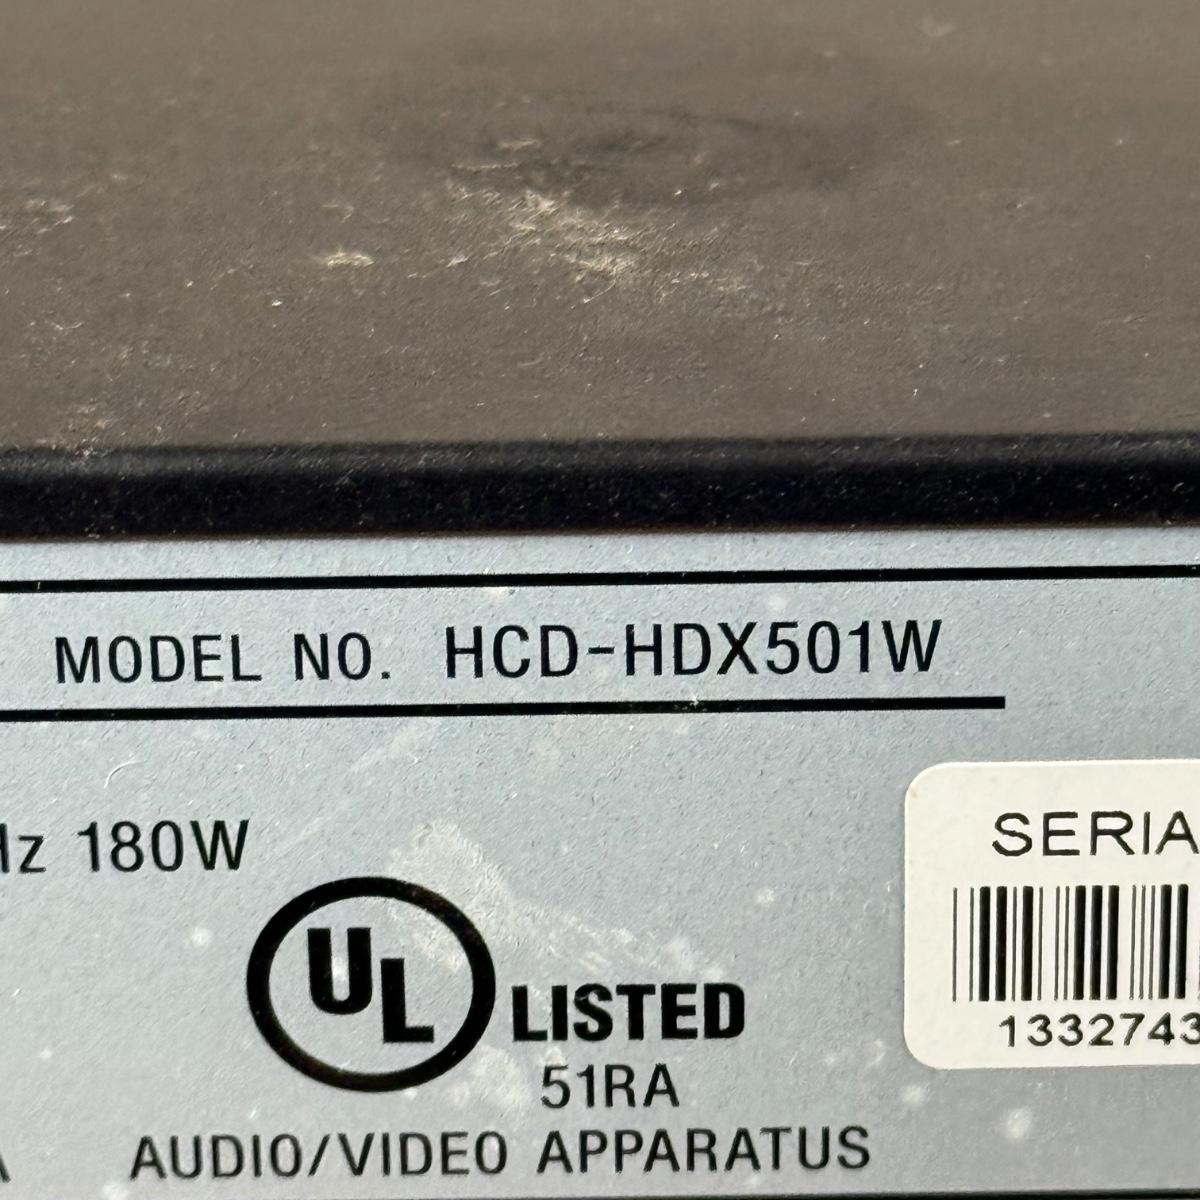 MODEL NO. HCD-HDX501W
Hz 180W
SERIA
1332743
UL LISTED
51RA
AUDIO/VIDEO APPARATUS